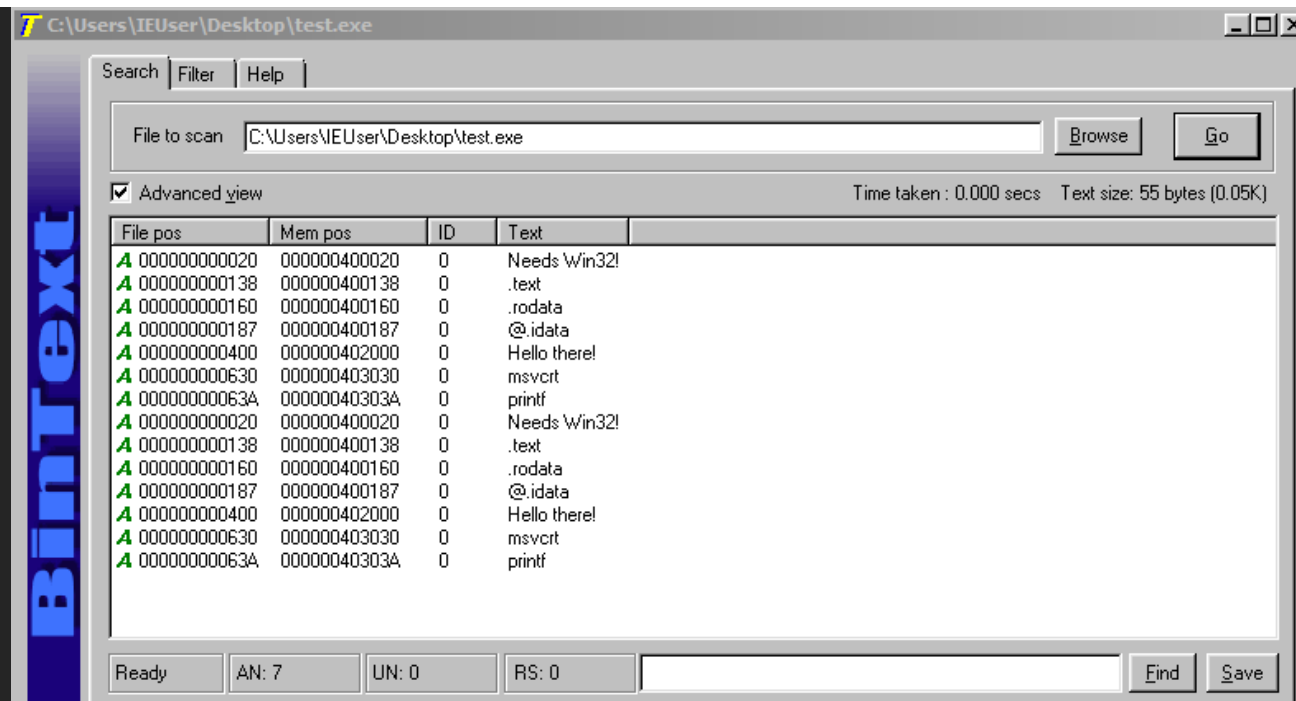 C:\Users\IEUser\Desktop\test.exe
Search Filter Help
File to scan C:\Users\IEUser\Desktop\test.exe Browse Go
Advanced view Time taken : 0.000 secs Text size: 55 bytes (0.05K)
File pos Mem pos ID Text
A 000000000020 000000400020 0 Needs Win32!
A 000000000138 000000400138 0 .text
A 000000000160 000000400160 0 .rodata
A 000000000187 000000400187 0 @.idata
A 000000000400 000000402000 0 Hello there!
A 000000000630 000000403030 0 msvcrt
A 00000000063A 00000040303A 0 printf
A 000000000020 000000400020 0 Needs Win32!
A 000000000138 000000400138 0 .text
A 000000000160 000000400160 0 .rodata
A 000000000187 000000400187 0 @.idata
A 000000000400 000000402000 0 Hello there!
A 000000000630 000000403030 0 msvcrt
A 00000000063A 00000040303A 0 printf
Ready AN: 7 UN: 0 RS: 0 Find Save
BinText